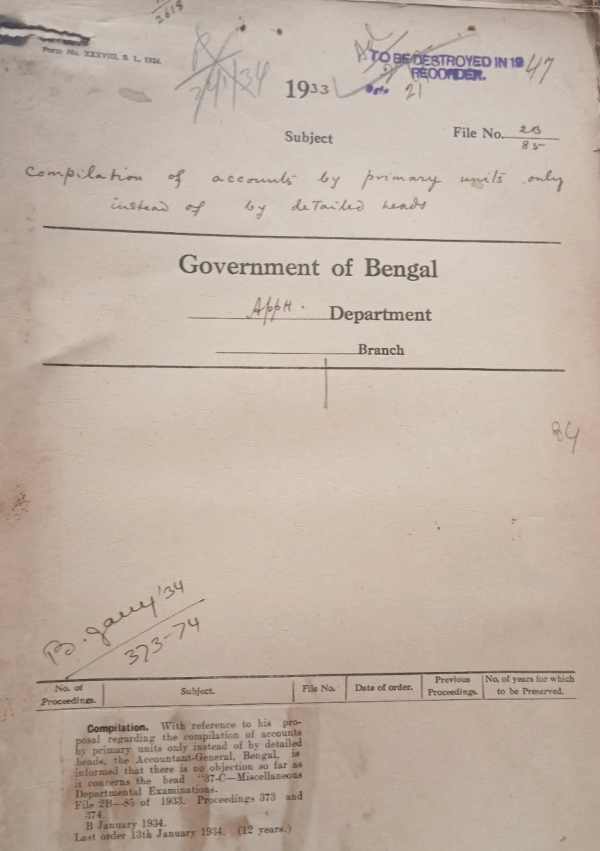 2618
Form No. XXXVIII, S. L., 1924.
24/1/34
TO BE DESTROYED IN 1947
RECORDER.
Date 21
1933
Subject
File No. 2B
85
Compilation of accounts by primary units only
instead of by detailed heads
Government of Bengal
Apptt. Department
Branch
84
B. Jany '34
373-74
No. of Proceedings. Subject. File No. Date of order. Previous Proceedings. No. of years for which to be Preserved.
Compilation. With reference to his pro-
posal regarding the compilation of accounts
by primary units only instead of by detailed
heads, the Accountant-General, Bengal, is
informed that there is no objection so far as
it concerns the head "37-C—Miscellaneous
Departmental Examinations.
File 2B—85 of 1933. Proceedings 373 and
374.
B January 1934.
Last order 13th January 1934. (12 years.)